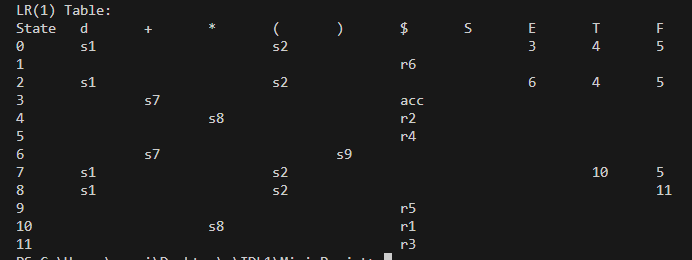 LR(1) Table:
State d + * ( ) $ S E T F
0 s1 s2 3 4 5
1 r6
2 s1 s2 6 4 5
3 s7 acc
4 s8 r2
5 r4
6 s7 s9
7 s1 s2 10 5
8 s1 s2 11
9 r5
10 s8 r1
11 r3